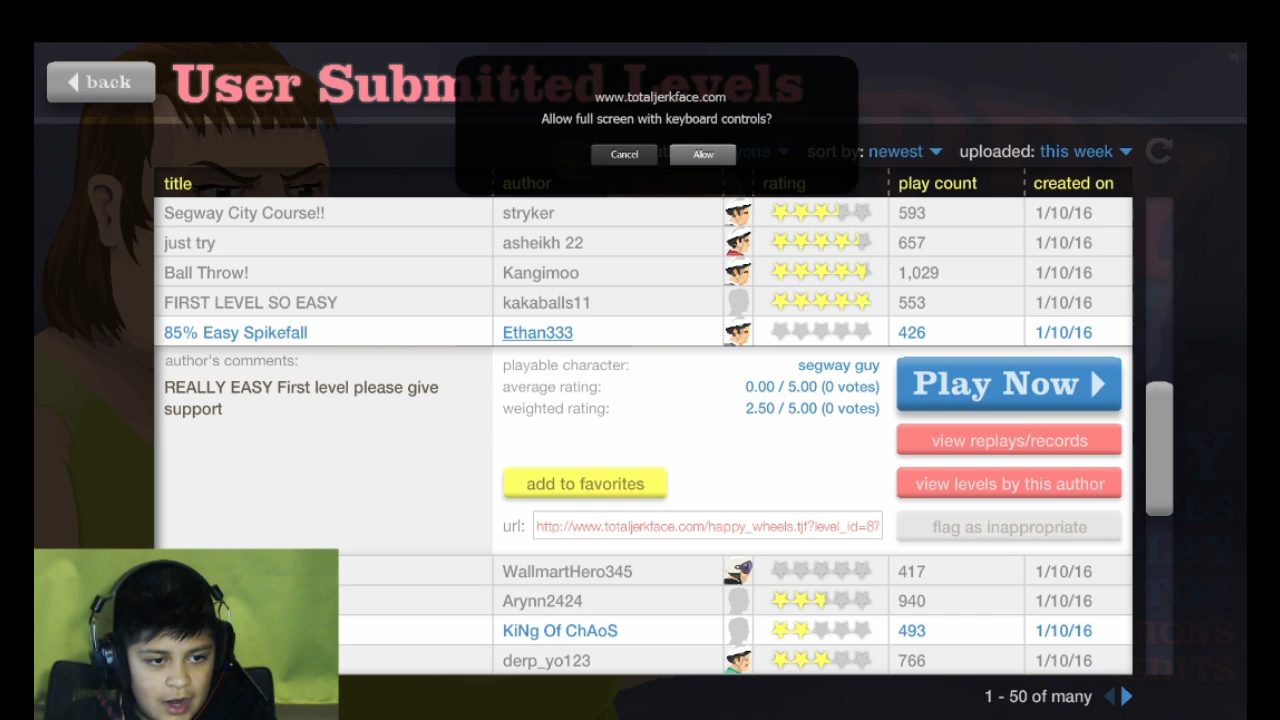 back
User Submitted Levels
www.totaljerkface.com
Allow full screen with keyboard controls?
Cancel
Allow
sort by: newest
uploaded: this week
title author rating play count created on
Segway City Course!! stryker 593 1/10/16
just try asheikh 22 657 1/10/16
Ball Throw! Kangimoo 1,029 1/10/16
FIRST LEVEL SO EASY kakaballs11 553 1/10/16
85% Easy Spikefall Ethan333 426 1/10/16
author's comments:
REALLY EASY First level please give
support
playable character: segway guy
average rating: 0.00 / 5.00 (0 votes)
weighted rating: 2.50 / 5.00 (0 votes)
add to favorites
url: http://www.totaljerkface.com/happy_wheels.tjf?level_id=87
Play Now
view replays/records
view levels by this author
flag as inappropriate
WallmartHero345 417 1/10/16
Arynn2424 940 1/10/16
KiNg Of ChAoS 493 1/10/16
derp_yo123 766 1/10/16
1 - 50 of many